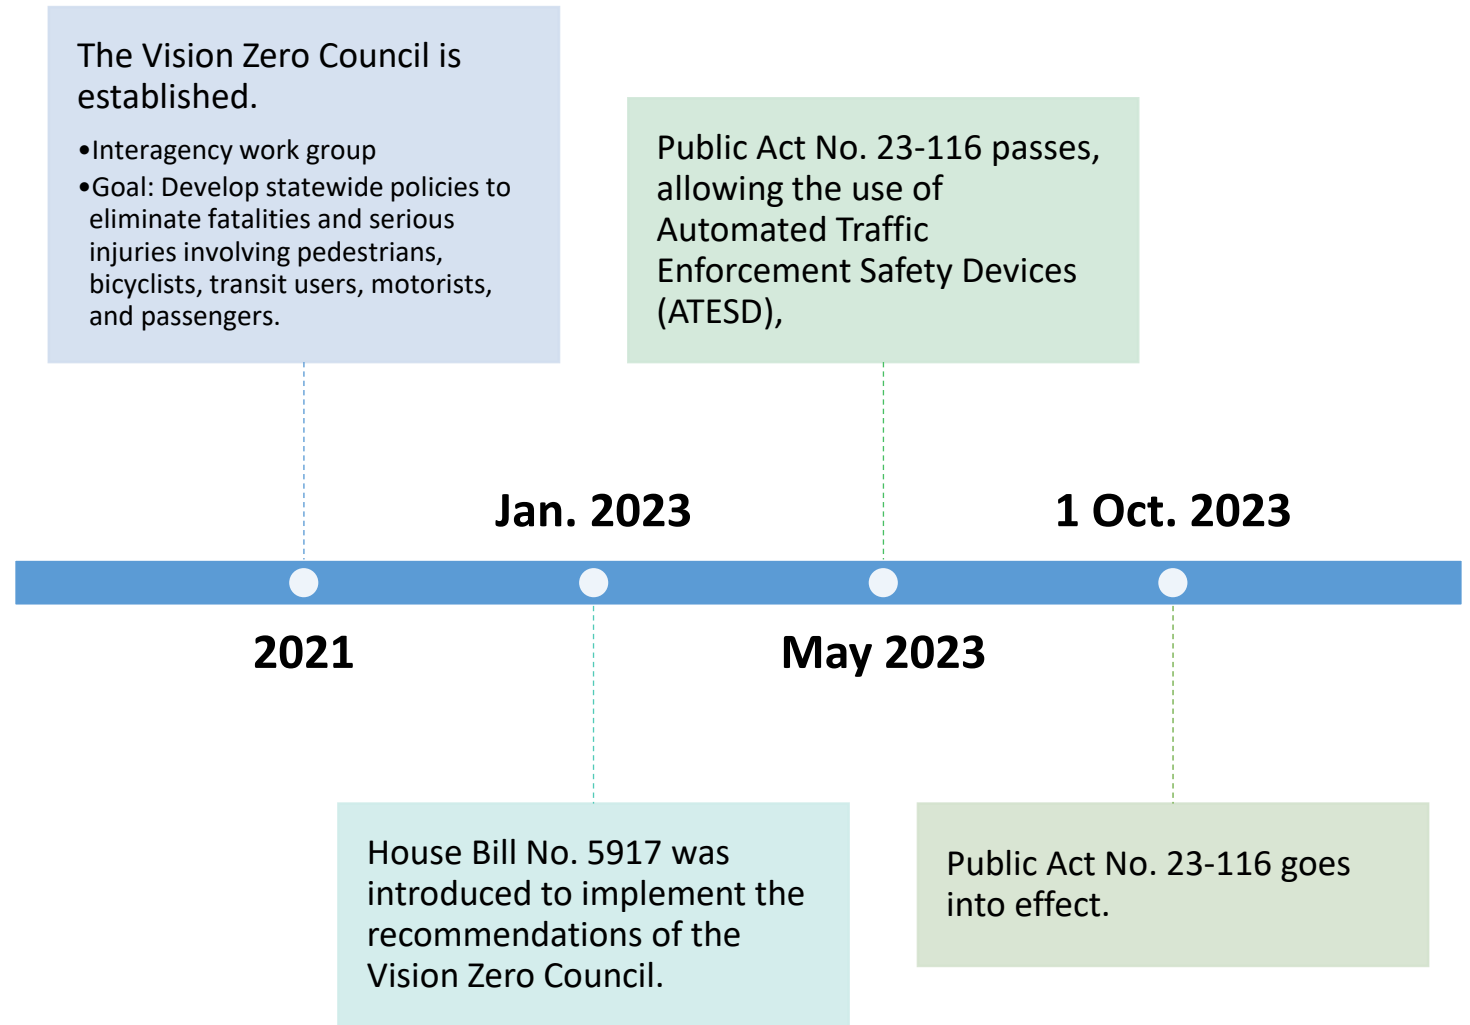 The Vision Zero Council is
established.
•Interagency work group
•Goal: Develop statewide policies to
eliminate fatalities and serious
injuries involving pedestrians,
bicyclists, transit users, motorists,
and passengers.
Public Act No. 23-116 passes,
allowing the use of
Automated Traffic
Enforcement Safety Devices
(ATESD),
Jan. 2023
1 Oct. 2023
2021
May 2023
House Bill No. 5917 was
introduced to implement the
recommendations of the
Vision Zero Council.
Public Act No. 23-116 goes
into effect.